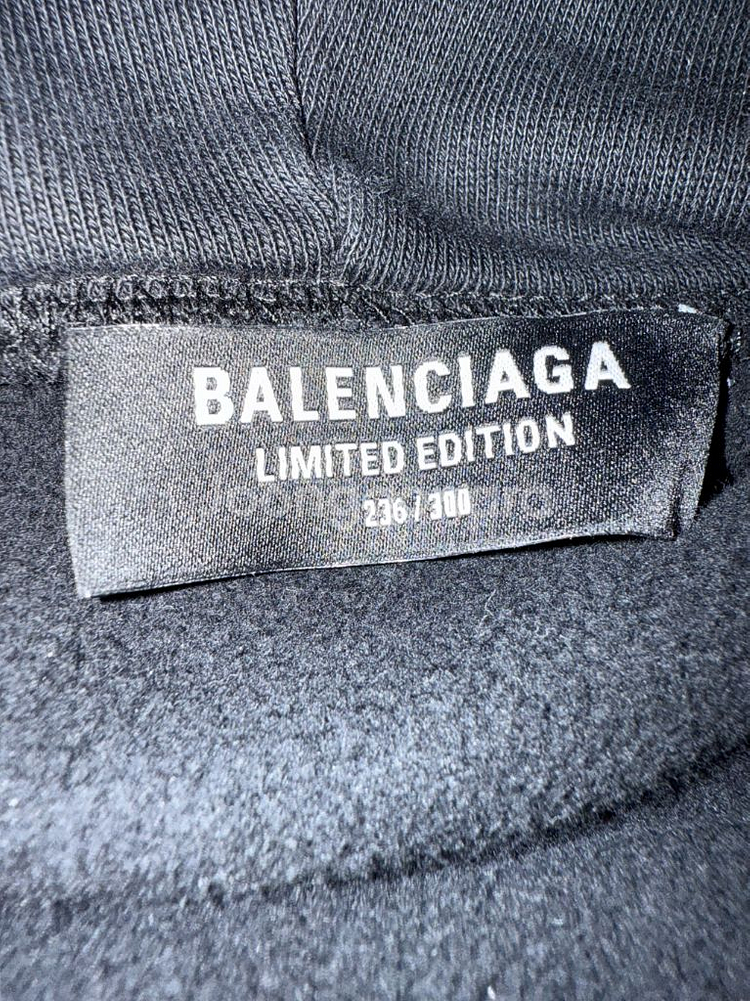 BALENCIAGA
LIMITED EDITION
236 / 300